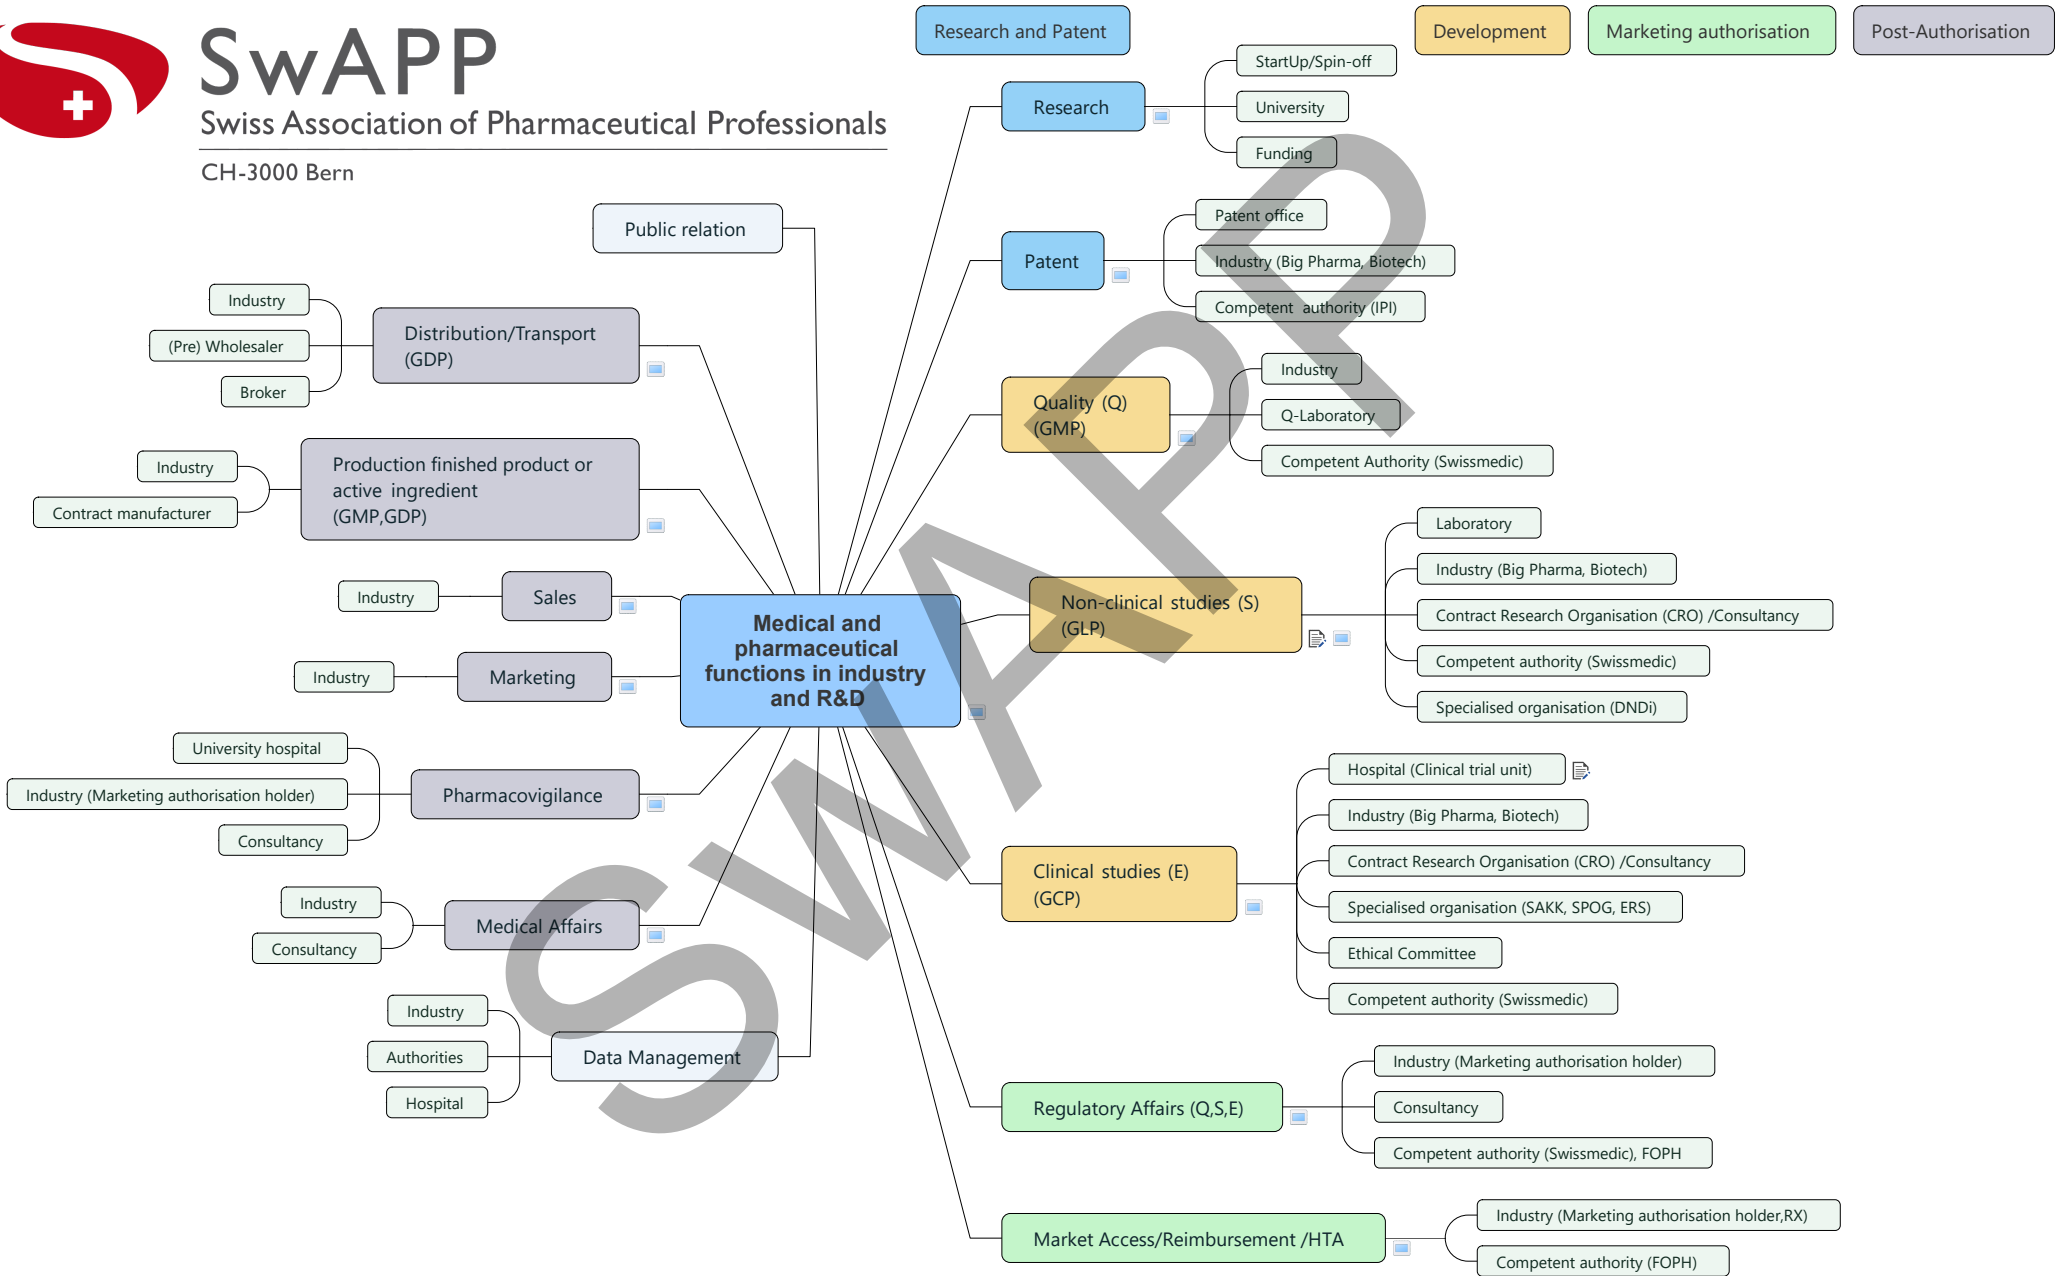 SwAPP
Swiss Association of Pharmaceutical Professionals
CH-3000 Bern
Research and Patent
Development
Marketing authorisation
Post-Authorisation
Research
StartUp/Spin-off
University
Funding
Patent
Patent office
Industry (Big Pharma, Biotech)
Competent authority (IPI)
Quality (Q)
(GMP)
Industry
Q-Laboratory
Competent Authority (Swissmedic)
Non-clinical studies (S)
(GLP)
Laboratory
Industry (Big Pharma, Biotech)
Contract Research Organisation (CRO) /Consultancy
Competent authority (Swissmedic)
Specialised organisation (DNDi)
Clinical studies (E)
(GCP)
Hospital (Clinical trial unit)
Industry (Big Pharma, Biotech)
Contract Research Organisation (CRO) /Consultancy
Specialised organisation (SAKK, SPOG, ERS)
Ethical Committee
Competent authority (Swissmedic)
Regulatory Affairs (Q,S,E)
Industry (Marketing authorisation holder)
Consultancy
Competent authority (Swissmedic), FOPH
Market Access/Reimbursement /HTA
Industry (Marketing authorisation holder,RX)
Competent authority (FOPH)
Medical and
pharmaceutical
functions in industry
and R&D
Public relation
Distribution/Transport
(GDP)
Industry
(Pre) Wholesaler
Broker
Production finished product or
active ingredient
(GMP,GDP)
Industry
Contract manufacturer
Sales
Industry
Marketing
Industry
Pharmacovigilance
University hospital
Industry (Marketing authorisation holder)
Consultancy
Medical Affairs
Industry
Consultancy
Data Management
Industry
Authorities
Hospital
SwAPP